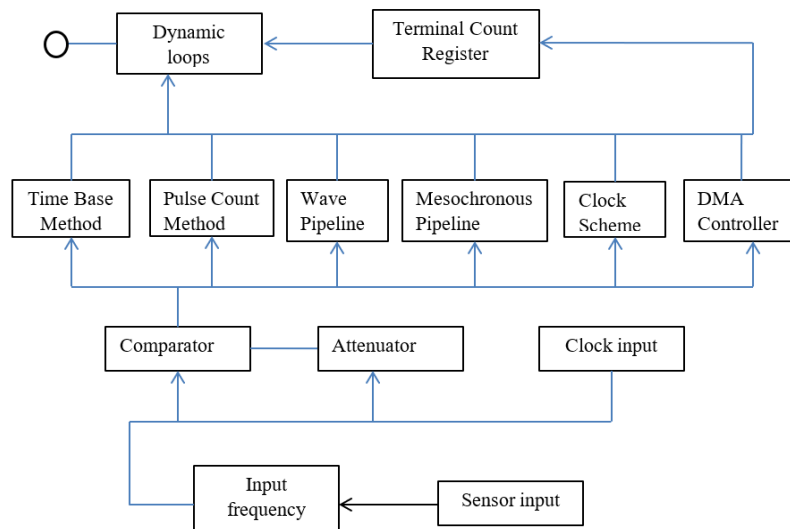 Dynamic
loops
Terminal Count
Register
Time Base
Method
Pulse Count
Method
Wave
Pipeline
Mesochronous
Pipeline
Clock
Scheme
DMA
Controller
Comparator
Attenuator
Clock input
Input
frequency
Sensor input